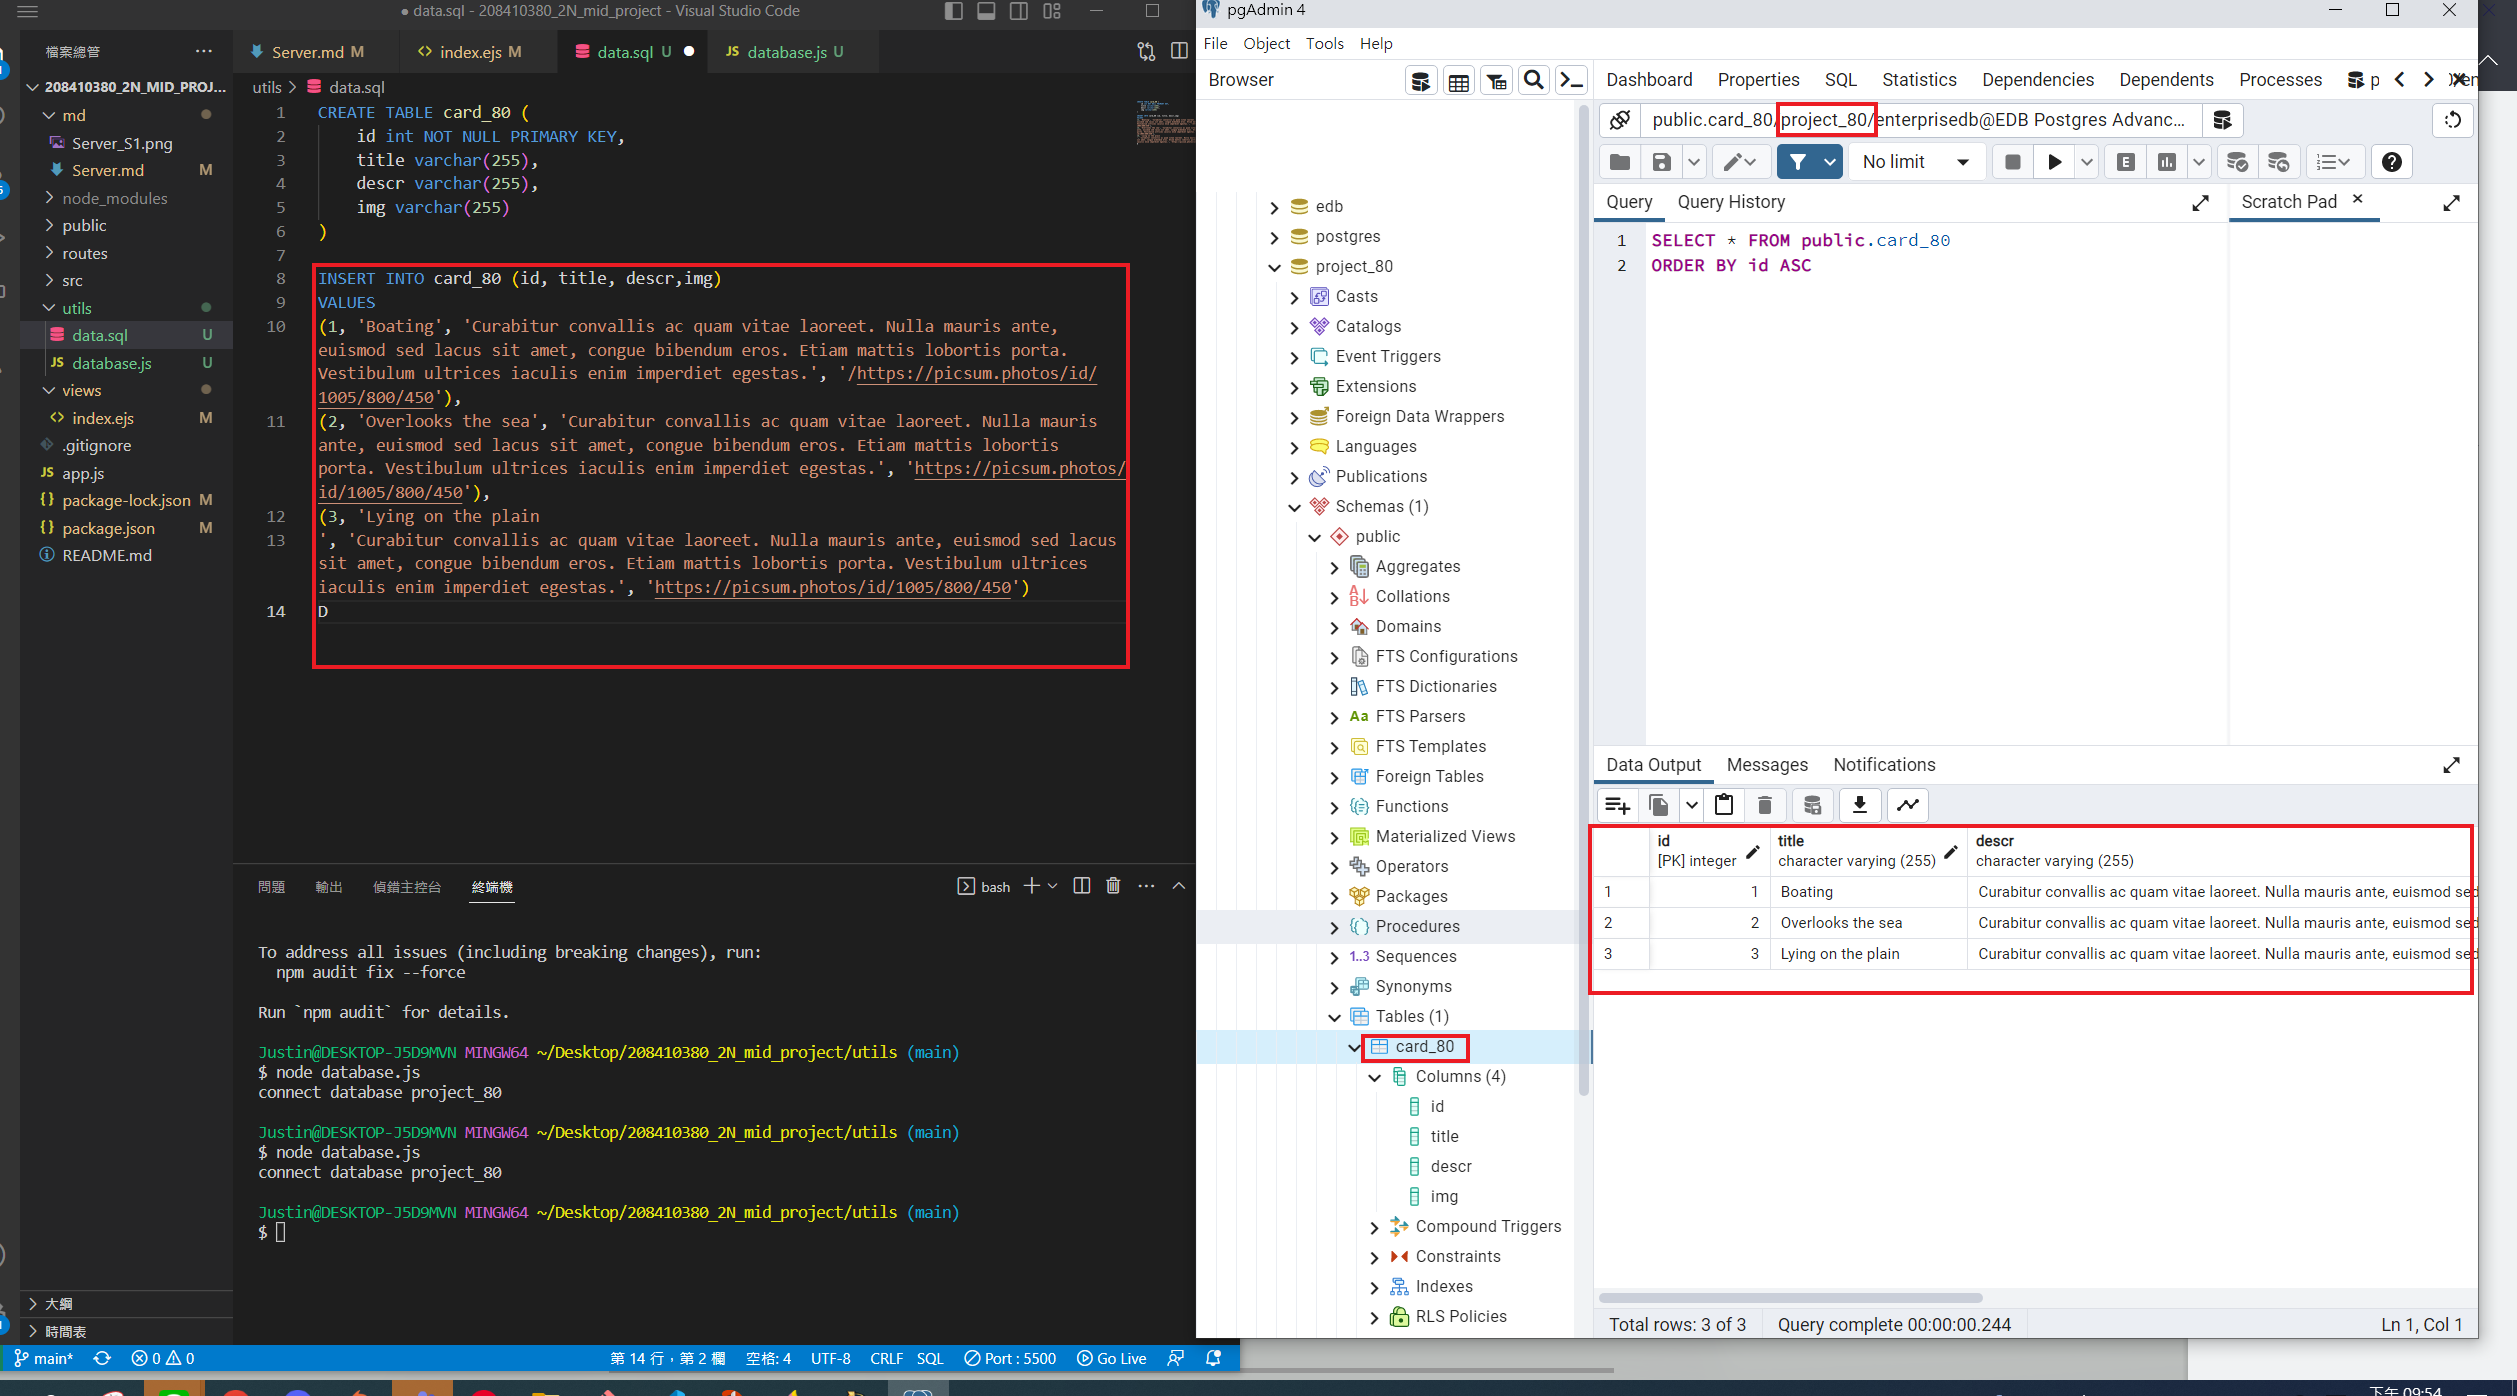 data.sql - 208410380_2N_mid_project - Visual Studio Code
檔案總管
208410380_2N_MID_PROJ...
md
Server_S1.png
Server.md M
node_modules
public
routes
src
utils
data.sql U
database.js U
views
index.ejs M
.gitignore
app.js
package-lock.json M
package.json M
README.md
大綱
時間表
Server.md M
index.ejs M
data.sql U
database.js U
utils > data.sql
1 CREATE TABLE card_80 (
2 id int NOT NULL PRIMARY KEY,
3 title varchar(255),
4 descr varchar(255),
5 img varchar(255)
6 )
7
8 INSERT INTO card_80 (id, title, descr,img)
9 VALUES
10 (1, 'Boating', 'Curabitur convallis ac quam vitae laoreet. Nulla mauris ante,
euismod sed lacus sit amet, congue bibendum eros. Etiam mattis lobortis porta.
Vestibulum ultrices iaculis enim imperdiet egestas.', '/https://picsum.photos/id/
1005/800/450'),
11 (2, 'Overlooks the sea', 'Curabitur convallis ac quam vitae laoreet. Nulla mauris
ante, euismod sed lacus sit amet, congue bibendum eros. Etiam mattis lobortis
porta. Vestibulum ultrices iaculis enim imperdiet egestas.', 'https://picsum.photos/
id/1005/800/450'),
12 (3, 'Lying on the plain
13 ', 'Curabitur convallis ac quam vitae laoreet. Nulla mauris ante, euismod sed lacus
sit amet, congue bibendum eros. Etiam mattis lobortis porta. Vestibulum ultrices
iaculis enim imperdiet egestas.', 'https://picsum.photos/id/1005/800/450')
14 D
問題 輸出 偵錯主控台 終端機
bash
To address all issues (including breaking changes), run:
npm audit fix --force
Run `npm audit` for details.
Justin@DESKTOP-J5D9MVN MINGW64 ~/Desktop/208410380_2N_mid_project/utils (main)
$ node database.js
connect database project_80
Justin@DESKTOP-J5D9MVN MINGW64 ~/Desktop/208410380_2N_mid_project/utils (main)
$ node database.js
connect database project_80
Justin@DESKTOP-J5D9MVN MINGW64 ~/Desktop/208410380_2N_mid_project/utils (main)
$
main* 0 0 第 14 行，第 2 欄 空格: 4 UTF-8 CRLF SQL Port : 5500 Go Live
pgAdmin 4
File Object Tools Help
Browser
edb
postgres
project_80
Casts
Catalogs
Event Triggers
Extensions
Foreign Data Wrappers
Languages
Publications
Schemas (1)
public
Aggregates
Collations
Domains
FTS Configurations
FTS Dictionaries
Aa FTS Parsers
FTS Templates
Foreign Tables
Functions
Materialized Views
Operators
Packages
Procedures
1..3 Sequences
Synonyms
Tables (1)
card_80
Columns (4)
id
title
descr
img
Compound Triggers
Constraints
Indexes
RLS Policies
Dashboard Properties SQL Statistics Dependencies Dependents Processes
public.card_80/project_80/enterprisedb@EDB Postgres Advanc...
No limit
Query Query History
Scratch Pad
1 SELECT * FROM public.card_80
2 ORDER BY id ASC
Data Output Messages Notifications
id title descr
[PK] integer character varying (255) character varying (255)
1 1 Boating Curabitur convallis ac quam vitae laoreet. Nulla mauris ante, euismod sed
2 2 Overlooks the sea Curabitur convallis ac quam vitae laoreet. Nulla mauris ante, euismod sed
3 3 Lying on the plain Curabitur convallis ac quam vitae laoreet. Nulla mauris ante, euismod sed
Total rows: 3 of 3 Query complete 00:00:00.244 Ln 1, Col 1
下午 09:54